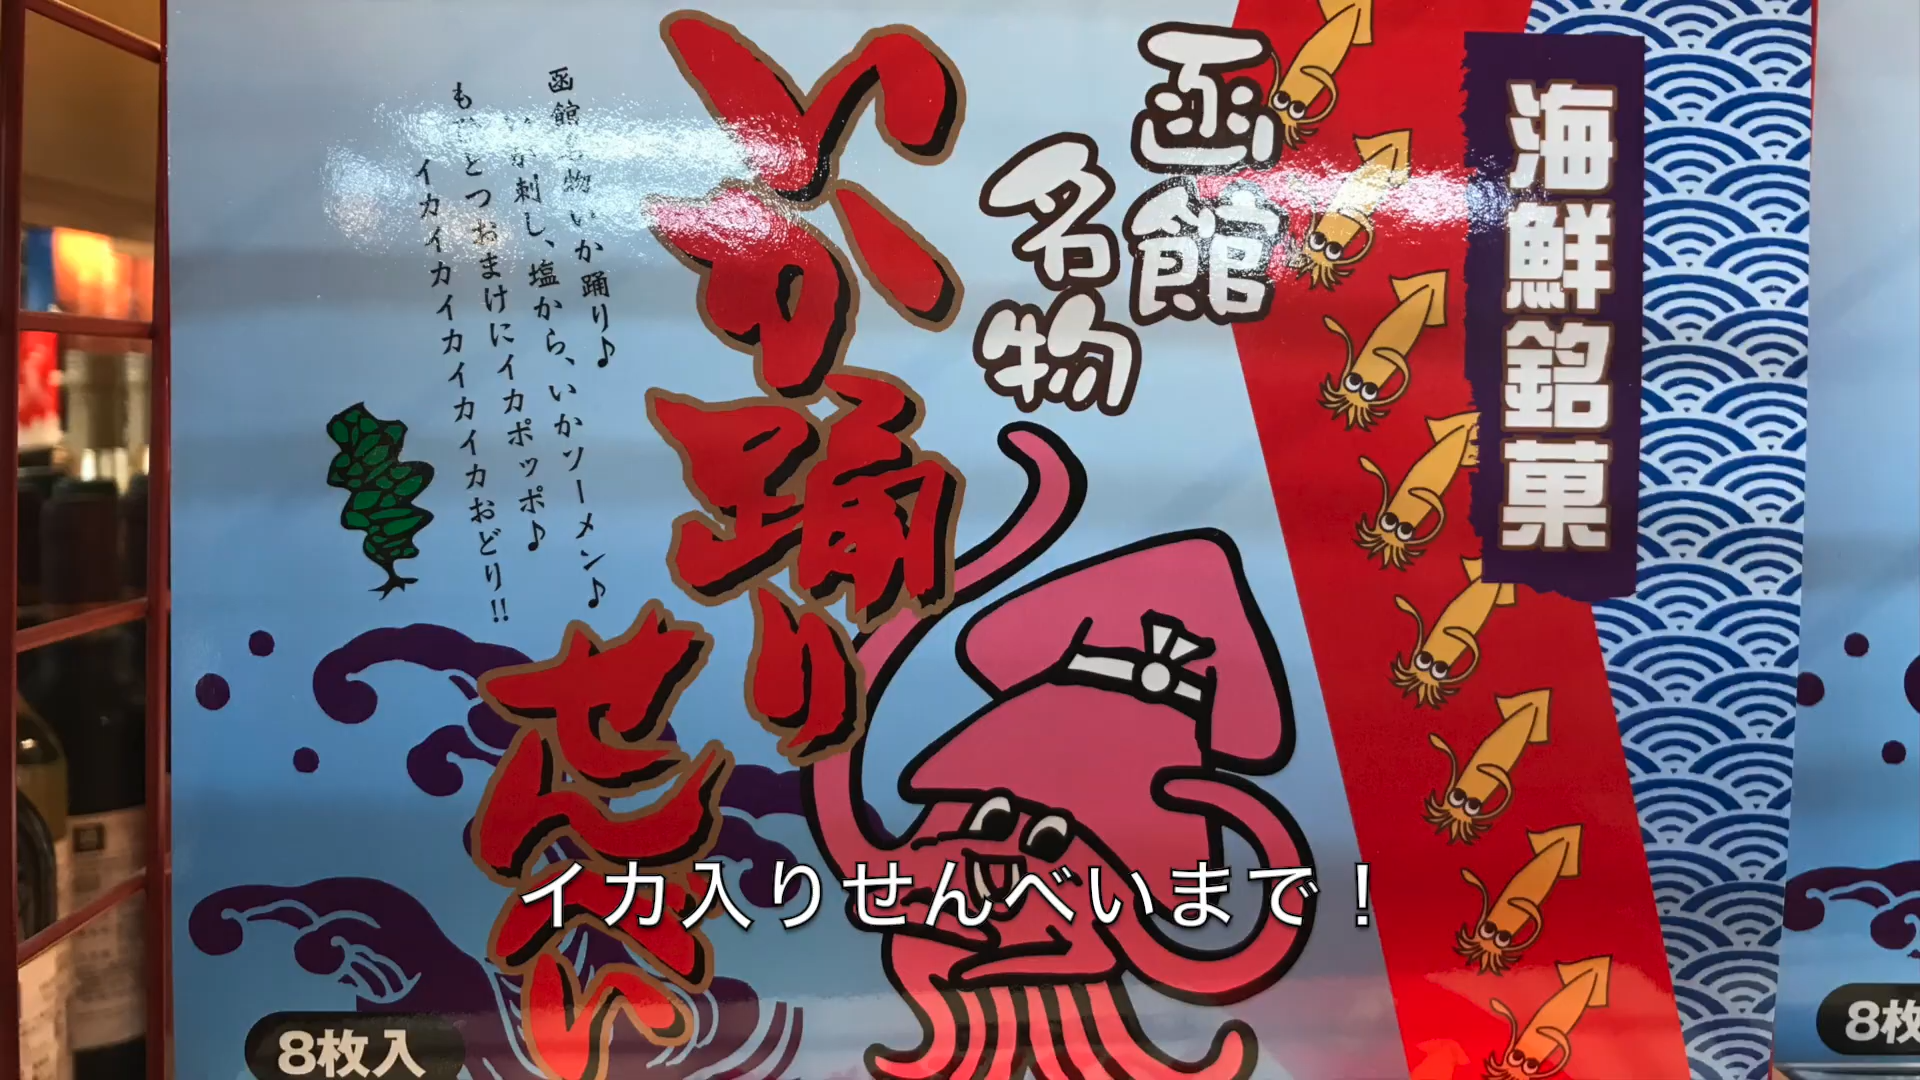 海鮮銘菓
函館
名物
いか踊り
せんべい
函館名物いか踊り♪
いか刺し、塩から、いかソーメン♪
もひとつおまけにイカポッポ♪
イカイカイカイカイカおどり!!
イカ入りせんべいまで！
8枚入
8枚